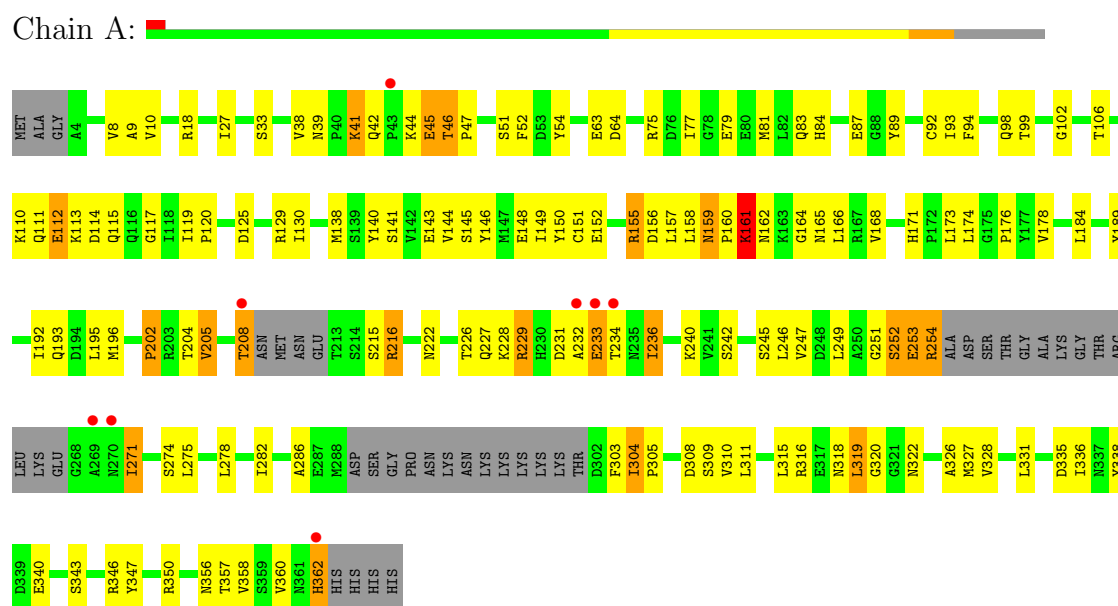 Chain A:
MET ALA GLY A4 V8 A9 V10 R18 I27 S33 V38 N39 P40 K41 Q42 P43 K44 E45 T46 P47 S51 F52 D53 Y54 E63 D64 R75 D76 I77 G78 E79 E80 M81 L82 Q83 H84 E87 G88 Y89 C92 I93 F94 Q98 T99 G102 T106
K110 Q111 E112 K113 D114 Q115 Q116 G117 I118 I119 P120 D125 R129 I130 M138 S139 Y140 S141 V142 E143 V144 S145 Y146 M147 E148 I149 Y150 C151 E152 R155 D156 L157 L158 N159 P160 K161 N162 K163 G164 N165 L166 R167 V168 H171 P172 L173 L174 G175 P176 Y177 V178 L184 Y189
I192 Q193 D194 L195 M196 P202 R203 T204 V205 T208 ASN MET ASN GLU T213 S214 S215 R216 N222 T226 Q227 K228 R229 H230 D231 A232 E233 T234 N235 I236 K240 V241 S242 S245 L246 V247 D248 L249 A250 G251 S252 E253 R254 ALA ASP SER THR GLY ALA LYS GLY THR ARG
LEU LYS GLU G268 A269 N270 I271 S274 L275 L278 I282 A286 E287 M288 ASP SER GLY PRO ASN LYS ASN LYS LYS LYS LYS THR D302 F303 I304 P305 D308 S309 V310 L311 L315 R316 E317 N318 L319 G320 G321 N322 A326 M327 V328 L331 D335 I336 N337 Y338
D339 E340 S343 R346 Y347 R350 N356 T357 V358 S359 V360 N361 H362 HIS HIS HIS HIS